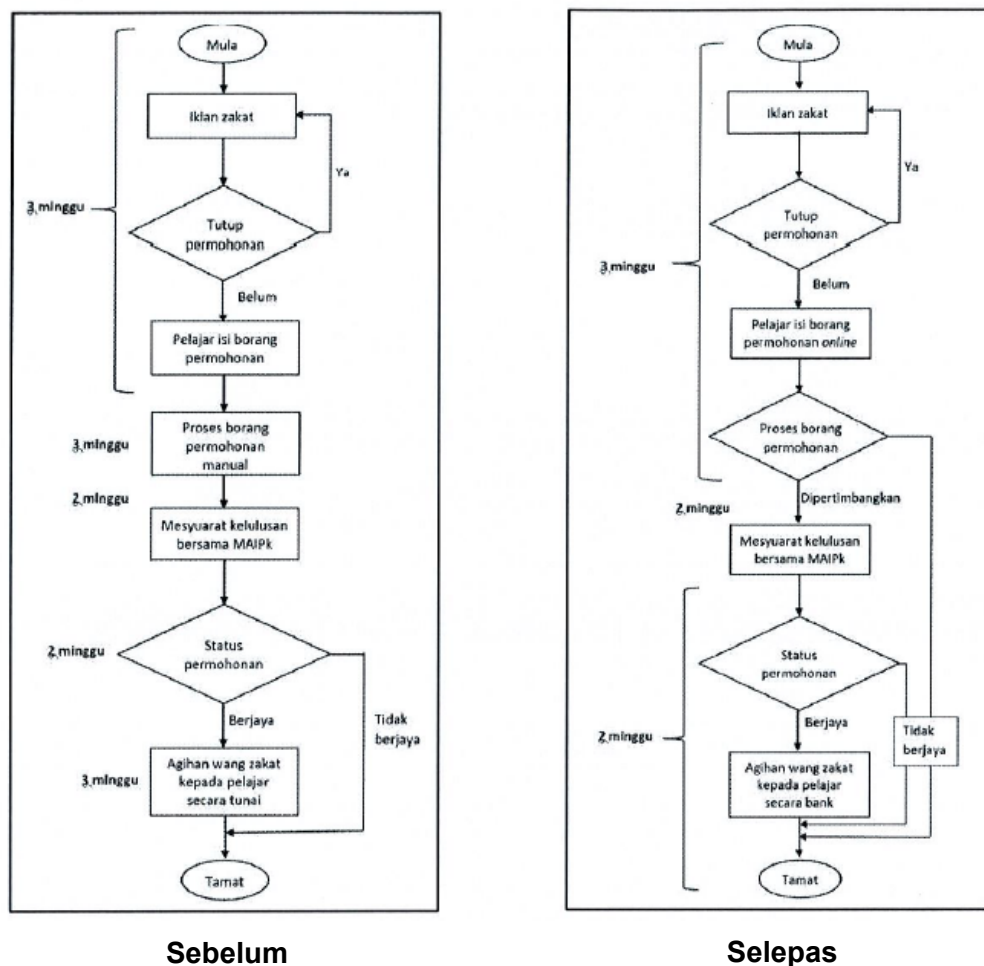 Mula
Iklan zakat
Ya
3 minggu
Tutup
permohonan
Belum
Pelajar isi borang
permohonan
3 minggu
Proses borang
permohonan
manual
2 minggu
Mesyuarat kelulusan
bersama MAIPk
2 minggu
Status
permohonan
Berjaya
Tidak
berjaya
3 minggu
Agihan wang zakat
kepada pelajar
secara tunai
Tamat
Sebelum
Mula
Iklan zakat
Ya
Tutup
permohonan
3 minggu
Belum
Pelajar isi borang
permohonan online
Proses borang
permohonan
Dipertimbangkan
2 minggu
Mesyuarat kelulusan
bersama MAIPk
Status
permohonan
Berjaya
Tidak
berjaya
2 minggu
Agihan wang zakat
kepada pelajar
secara bank
Tamat
Selepas